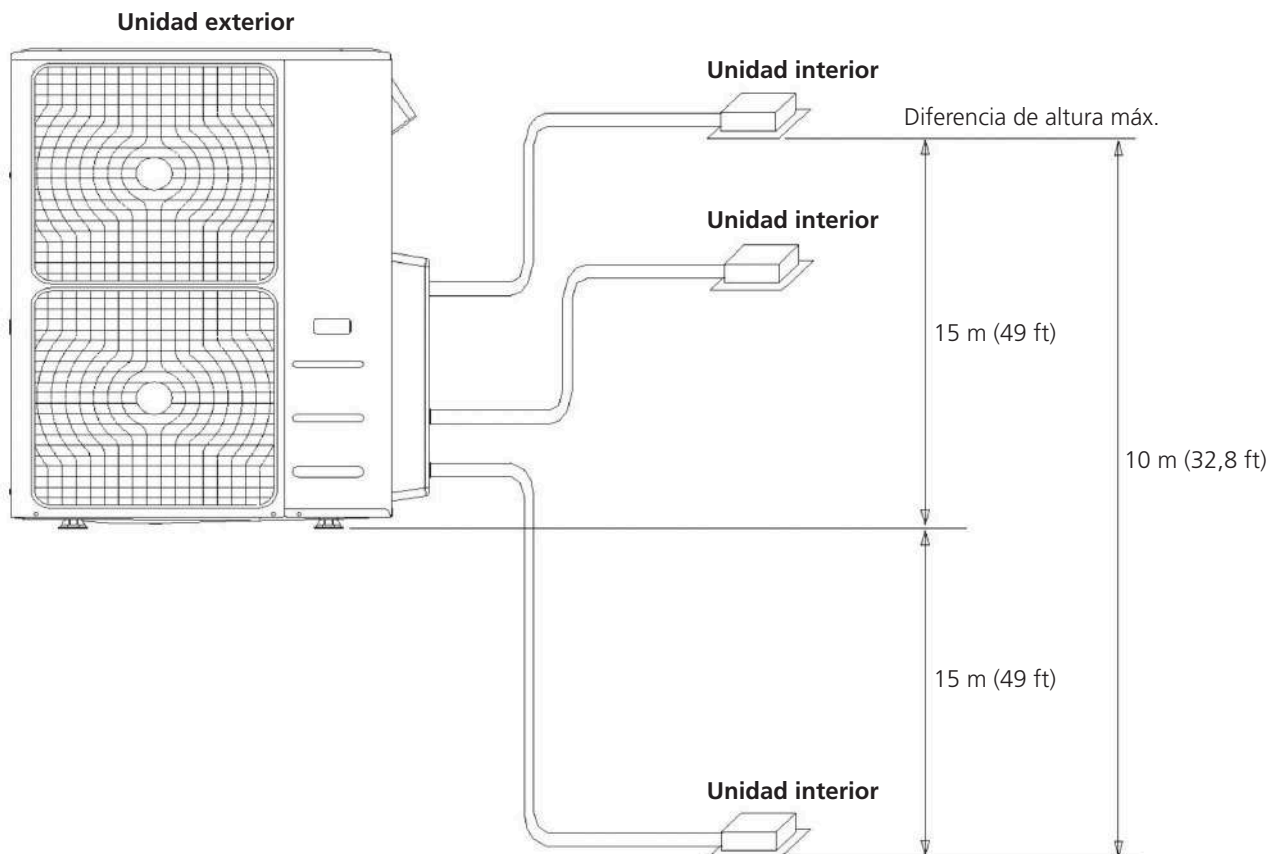 Unidad exterior
Unidad interior
Diferencia de altura máx.
Unidad interior
15 m (49 ft)
10 m (32,8 ft)
15 m (49 ft)
Unidad interior